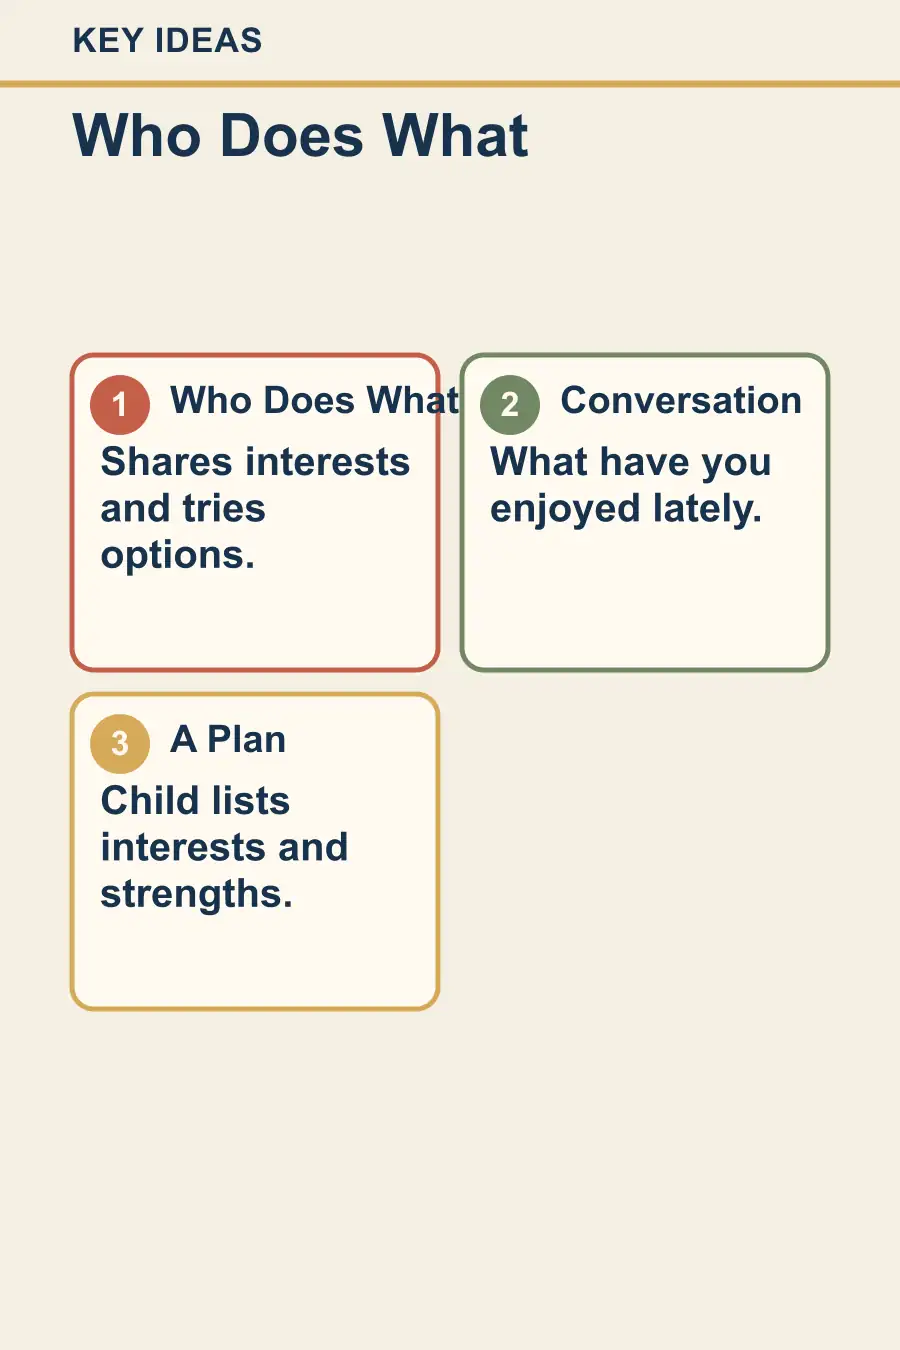 KEY IDEAS
Who Does What
1
Who Does What
Shares interests
and tries
options.
2
Conversation
What have you
enjoyed lately.
3
A Plan
Child lists
interests and
strengths.